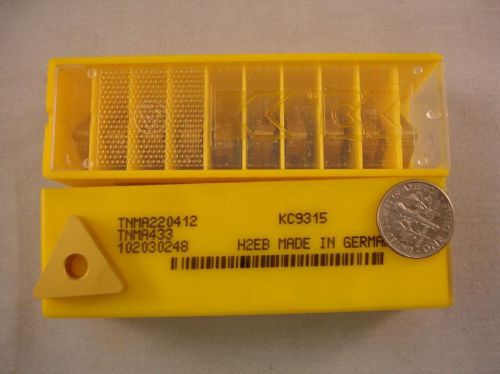 TNMA220412 KC9315
TNMA433
102030248 H2EB MADE IN GERMA